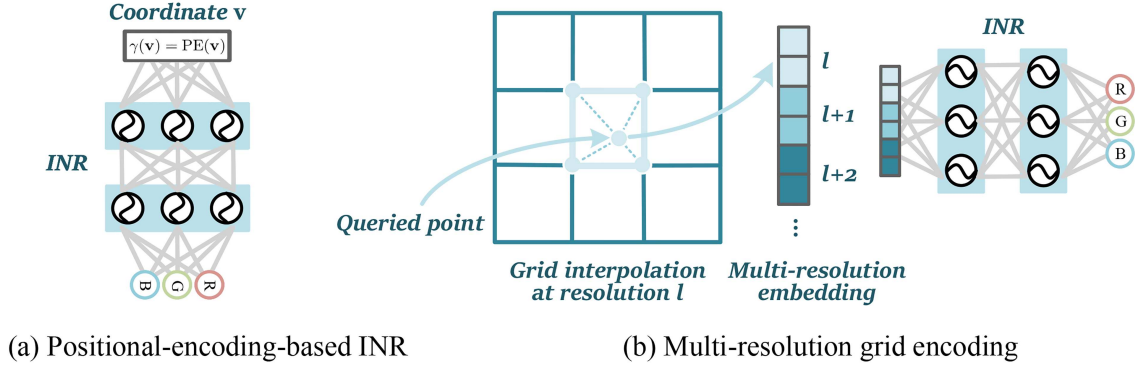 Coordinate v
γ(v) = PE(v)
INR
B G R
(a) Positional-encoding-based INR
Queried point
Grid interpolation
at resolution l
l
l+1
l+2
⋮
Multi-resolution
embedding
INR
R
G
B
(b) Multi-resolution grid encoding